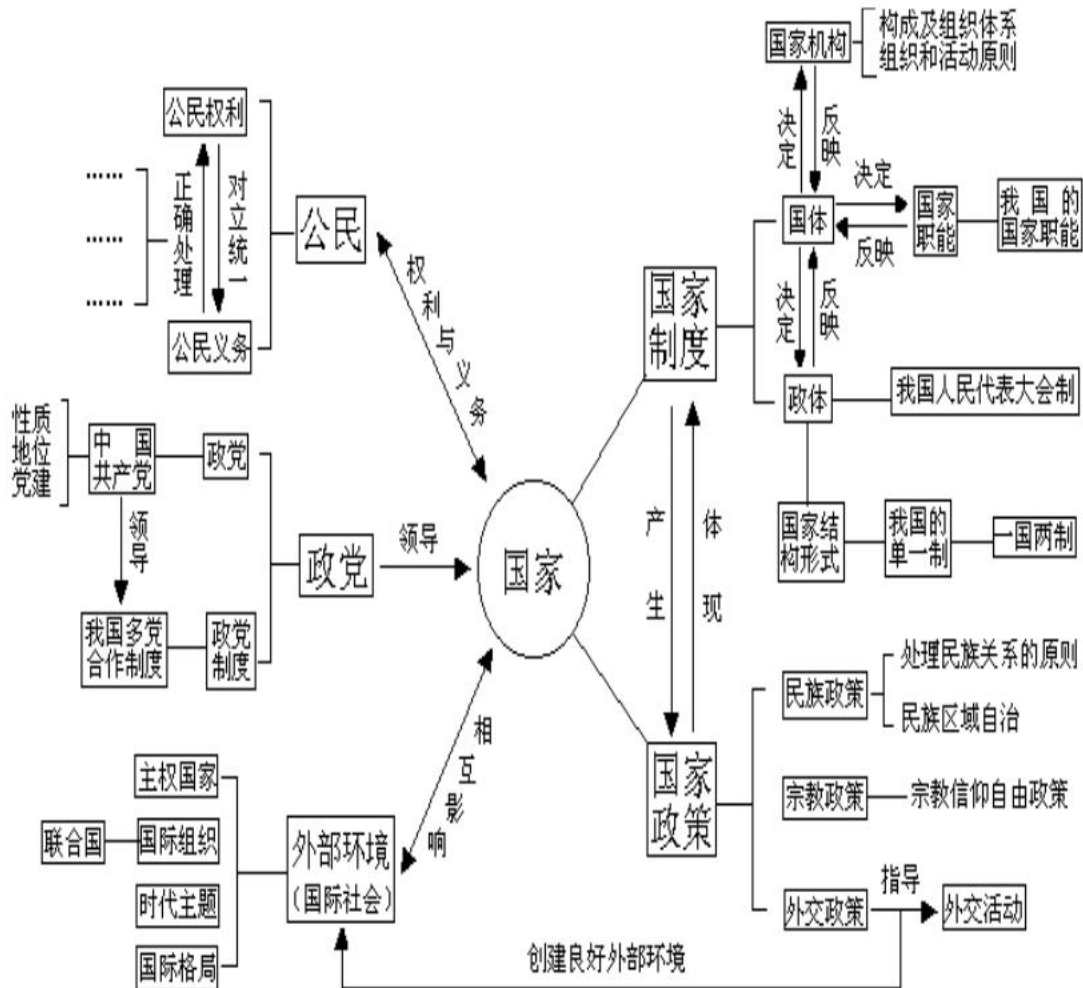 国家机构
构成及组织体系
组织和活动原则
决定
反映
国体
决定
反映
国家
职能
我国的
国家职能
决定
反映
政体
我国人民代表大会制
国家结
构形式
我国的
单一制
一国两制
国家
制度
产生
体现
国家
政策
民族政策
处理民族关系的原则
民族区域自治
宗教政策
宗教信仰自由政策
外交政策
指导
外交活动
创建良好外部环境
国家
公民权利
正确处理
对立统一
……
……
……
公民义务
公民
权利与义务
性质
地位
党建
中国
共产党
政党
领导
我国多党
合作制度
政党
制度
政党
领导
相互影响
主权国家
联合国
国际组织
时代主题
国际格局
外部环境
(国际社会)